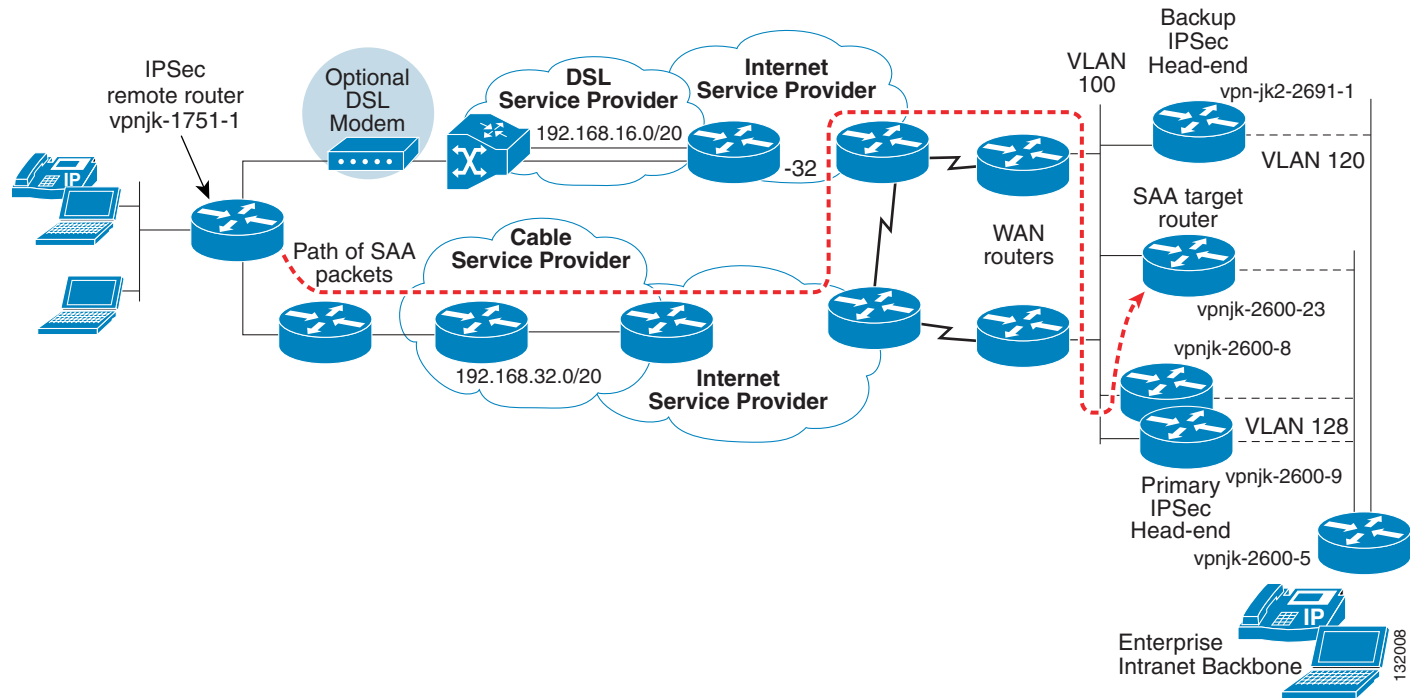 IPSec
remote router
vpnjk-1751-1
Optional
DSL
Modem
DSL
Service Provider
192.168.16.0/20
Internet
Service Provider
-32
VLAN
100
Backup
IPSec
Head-end
vpn-jk2-2691-1
VLAN 120
IP
Path of SAA
packets
Cable
Service Provider
192.168.32.0/20
Internet
Service Provider
WAN
routers
SAA target
router
vpnjk-2600-23
vpnjk-2600-8
VLAN 128
vpnjk-2600-9
Primary
IPSec
Head-end
vpnjk-2600-5
IP
Enterprise
Intranet Backbone
132008